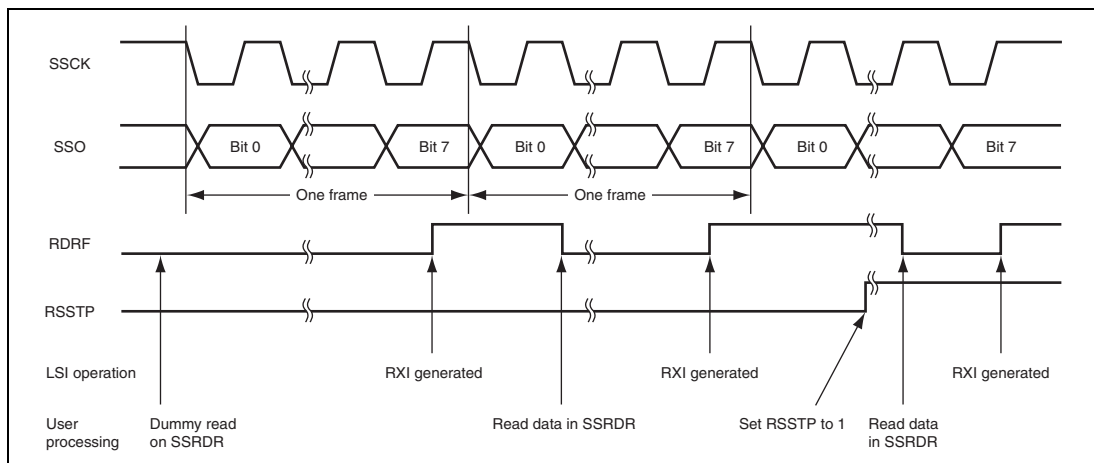 SSCK
SSO
Bit 0
Bit 7
Bit 0
Bit 7
Bit 0
Bit 7
One frame
One frame
RDRF
RSSTP
LSI operation
RXI generated
RXI generated
RXI generated
User
processing
Dummy read
on SSRDR
Read data in SSRDR
Set RSSTP to 1
Read data
in SSRDR